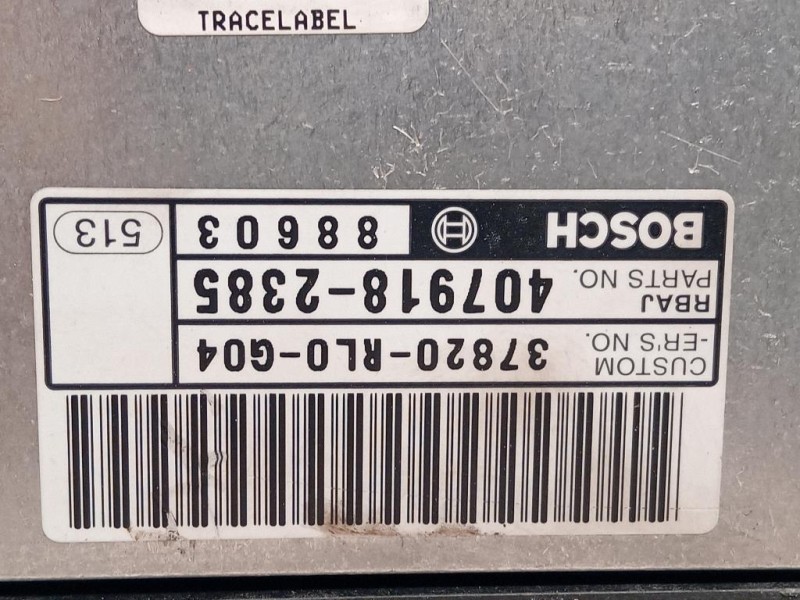 TRACELABEL
CUSTOM
-ER'S NO. 37820-RL0-G04
RBAJ
PARTS NO. 407918-2385
BOSCH 88603 513